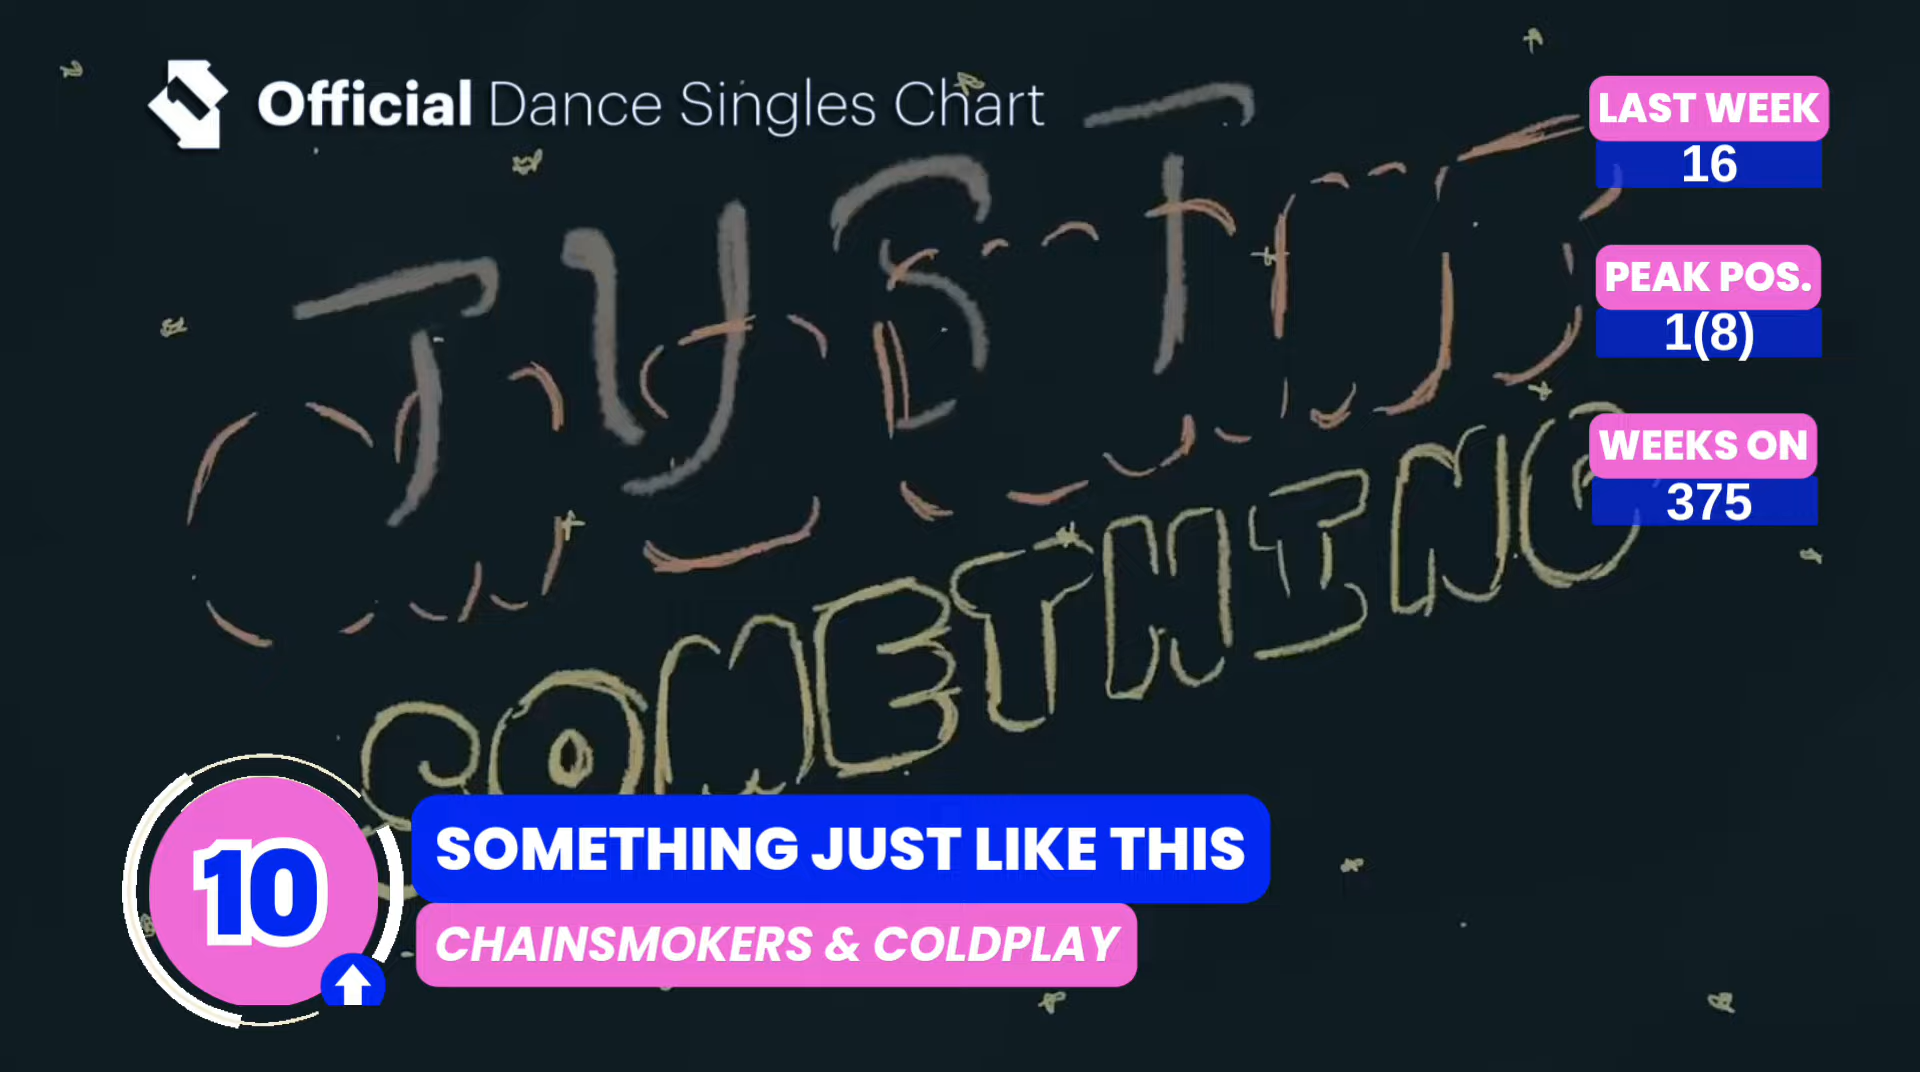 Official Dance Singles Chart
LAST WEEK
16
PEAK POS.
1(8)
WEEKS ON
375
JUST
SOMETHING
10
SOMETHING JUST LIKE THIS
CHAINSMOKERS & COLDPLAY